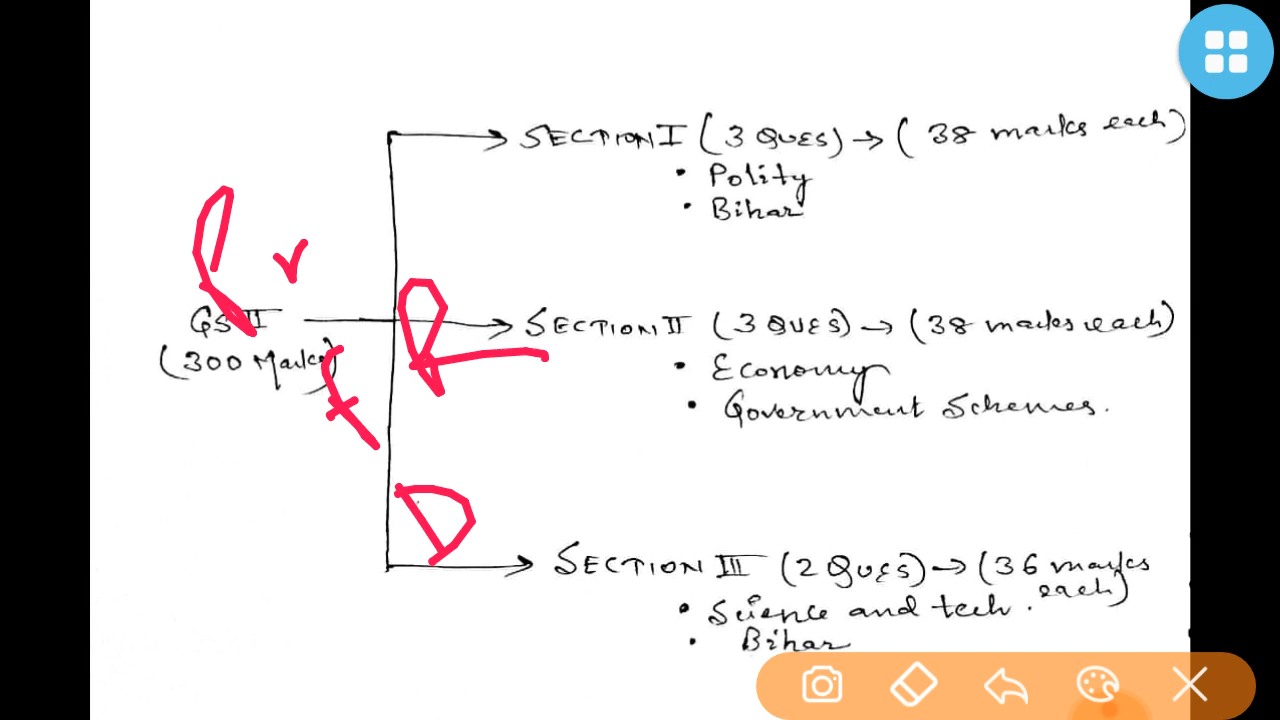 SECTION I (3 QUES) → (38 marks each)
• Polity
• Bihar
GS II
(300 Marks)
SECTION II (3 QUES) → (38 marks each)
• Economy
• Government Schemes.
SECTION III (2 QUES) → (36 marks each)
• Science and tech.
• Bihar